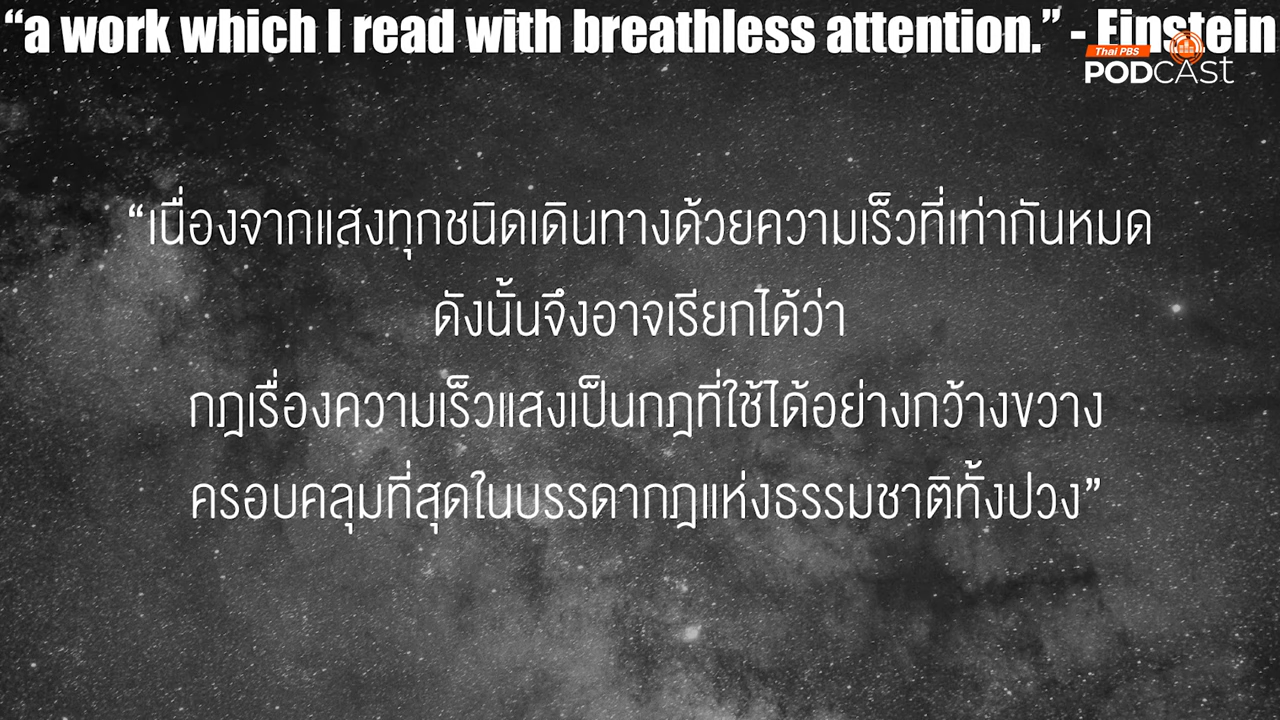 “a work which I read with breathless attention.” - Einstein
Thai PBS
PODCAst
“เนื่องจากแสงทุกชนิดเดินทางด้วยความเร็วที่เท่ากันหมด
ดังนั้นจึงอาจเรียกได้ว่า
กฎเรื่องความเร็วแสงเป็นกฎที่ใช้ได้อย่างกว้างขวาง
ครอบคลุมที่สุดในบรรดากฎแห่งธรรมชาติทั้งปวง”